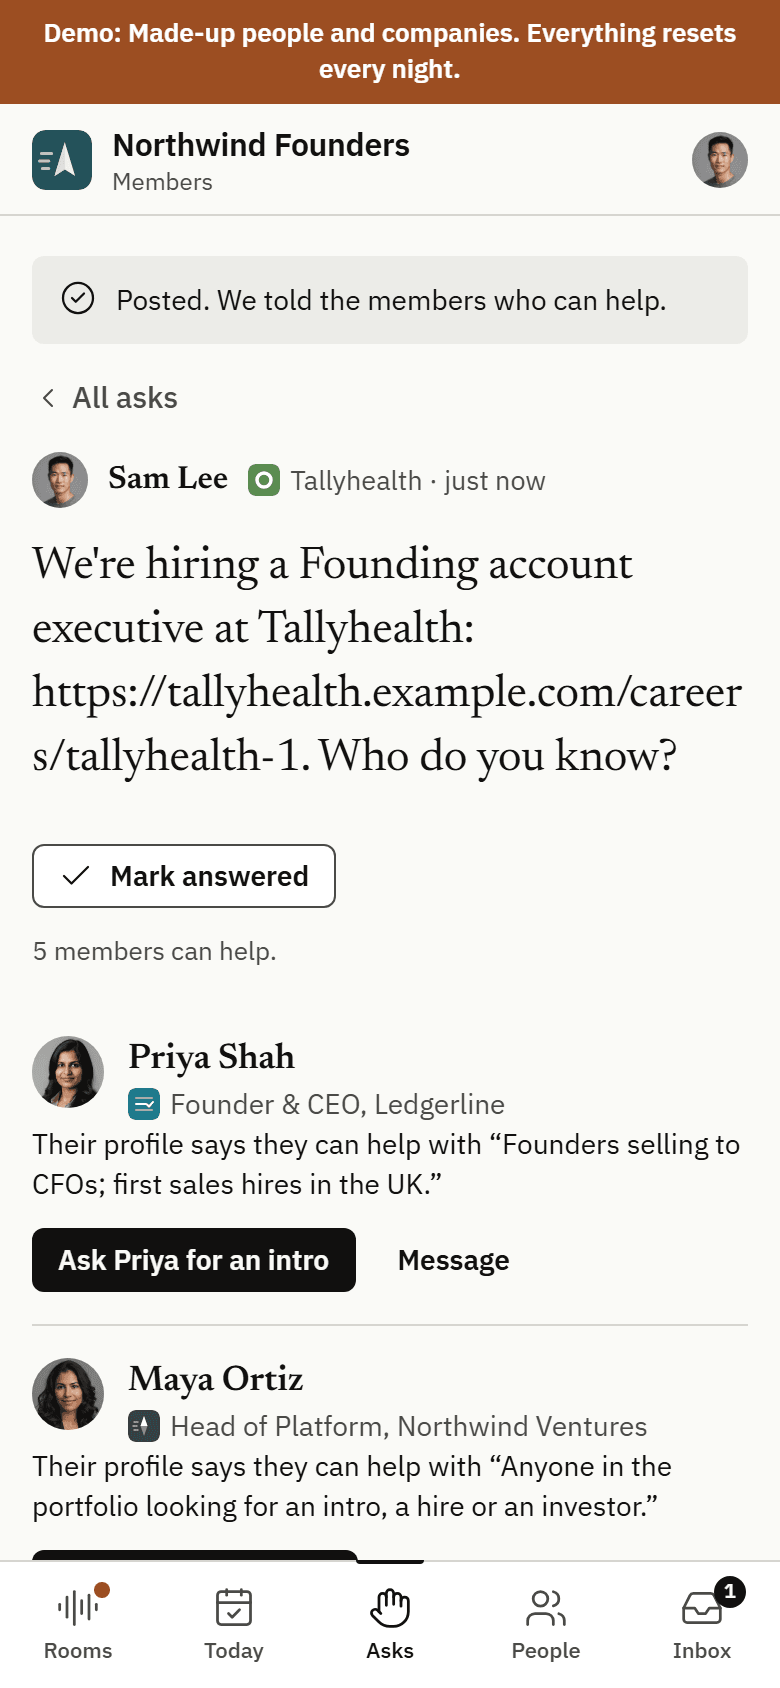 Demo: Made-up people and companies. Everything resets
every night.
Northwind Founders
Members
Posted. We told the members who can help.
All asks
Sam Lee Tallyhealth · just now
We're hiring a Founding account
executive at Tallyhealth:
https://tallyhealth.example.com/career
s/tallyhealth-1. Who do you know?
Mark answered
5 members can help.
Priya Shah
Founder & CEO, Ledgerline
Their profile says they can help with “Founders selling to
CFOs; first sales hires in the UK.”
Ask Priya for an intro Message
Maya Ortiz
Head of Platform, Northwind Ventures
Their profile says they can help with “Anyone in the
portfolio looking for an intro, a hire or an investor.”
1
Rooms Today Asks People Inbox